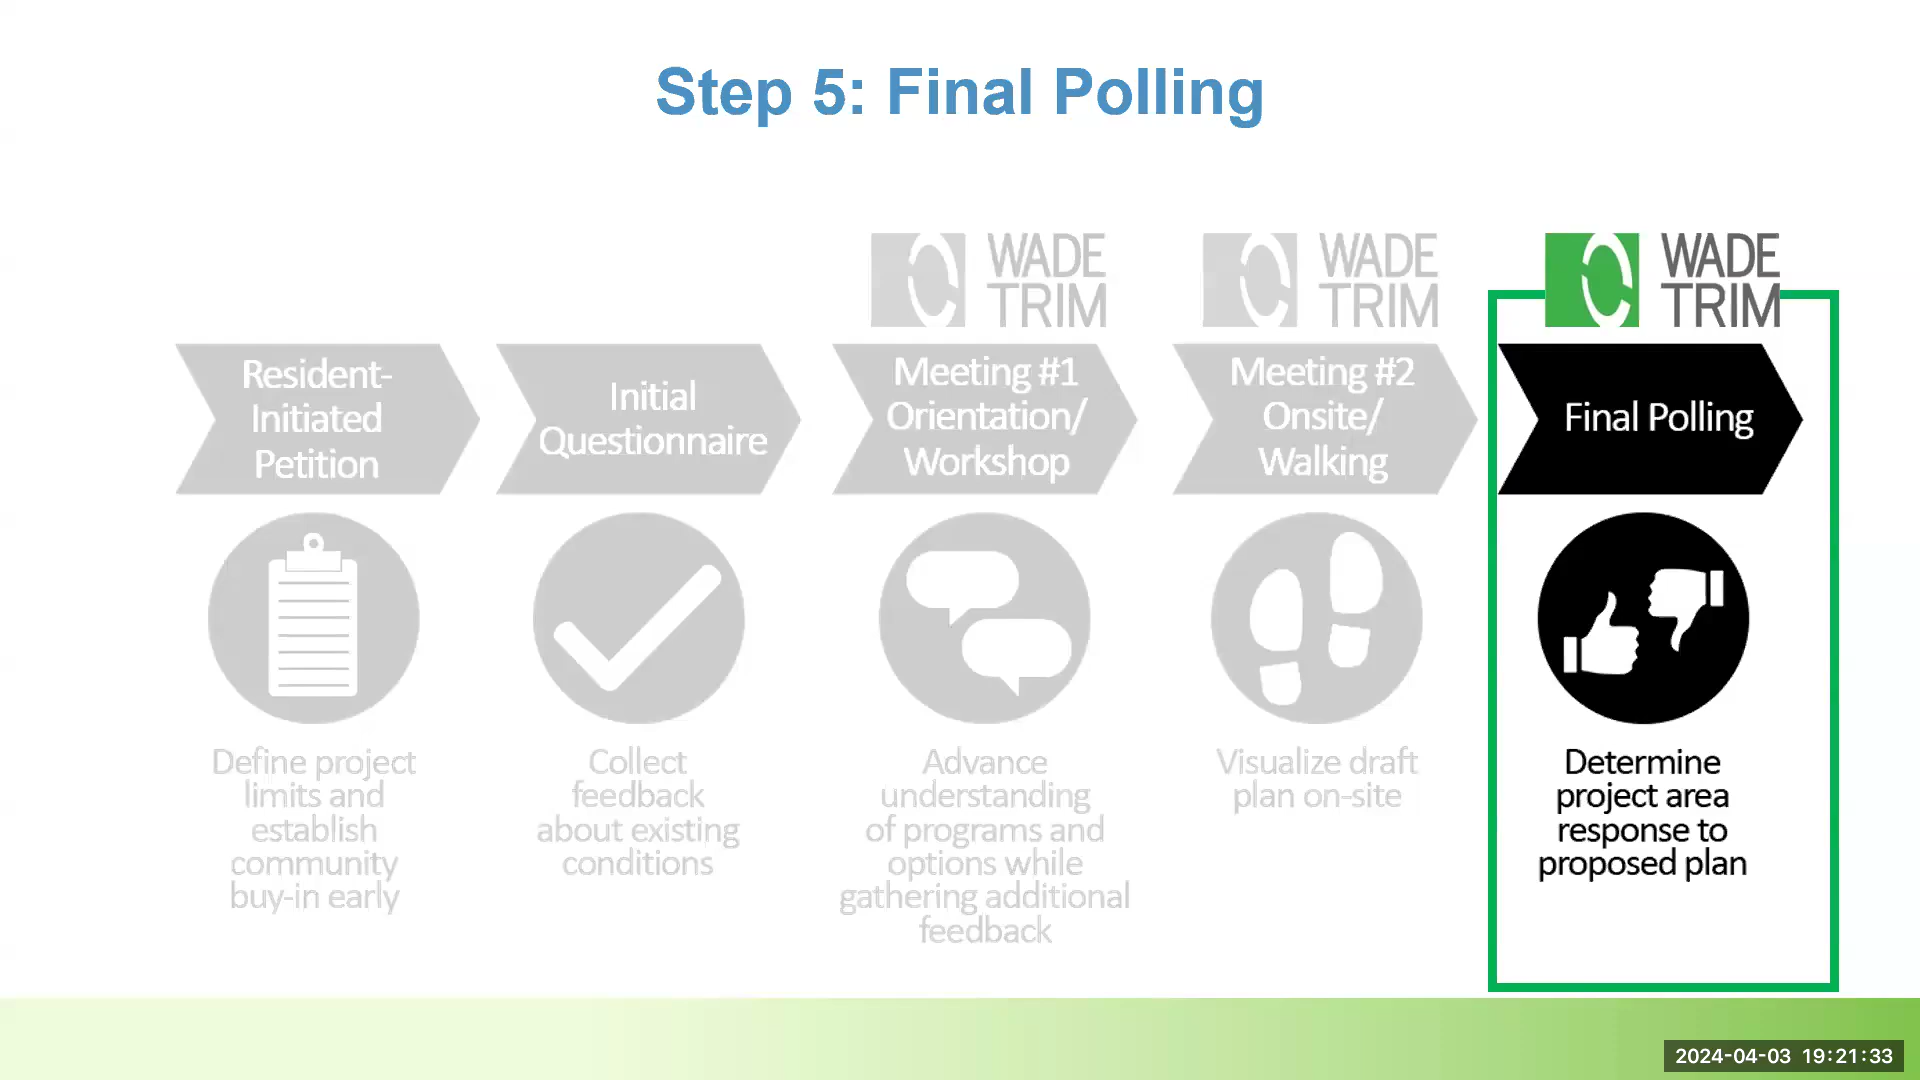 Step 5: Final Polling
WADE
TRIM
WADE
TRIM
WADE
TRIM
Resident-
Initiated
Petition
Initial
Questionnaire
Meeting #1
Orientation/
Workshop
Meeting #2
Onsite/
Walking
Final Polling
Define project
limits and
establish
community
buy-in early
Collect
feedback
about existing
conditions
Advance
understanding
of programs and
options while
gathering additional
feedback
Visualize draft
plan on-site
Determine
project area
response to
proposed plan
2024-04-03 19:21:33